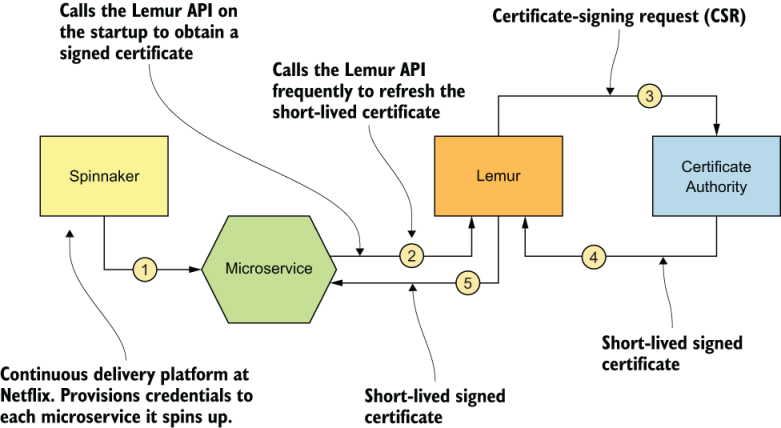 Calls the Lemur API on
the startup to obtain a
signed certificate
Certificate-signing request (CSR)
Calls the Lemur API
frequently to refresh the
short-lived certificate
3
Spinnaker
Lemur
Certificate
Authority
1
Microservice
2
4
5
Short-lived signed
certificate
Continuous delivery platform at
Netflix. Provisions credentials to
each microservice it spins up.
Short-lived signed
certificate